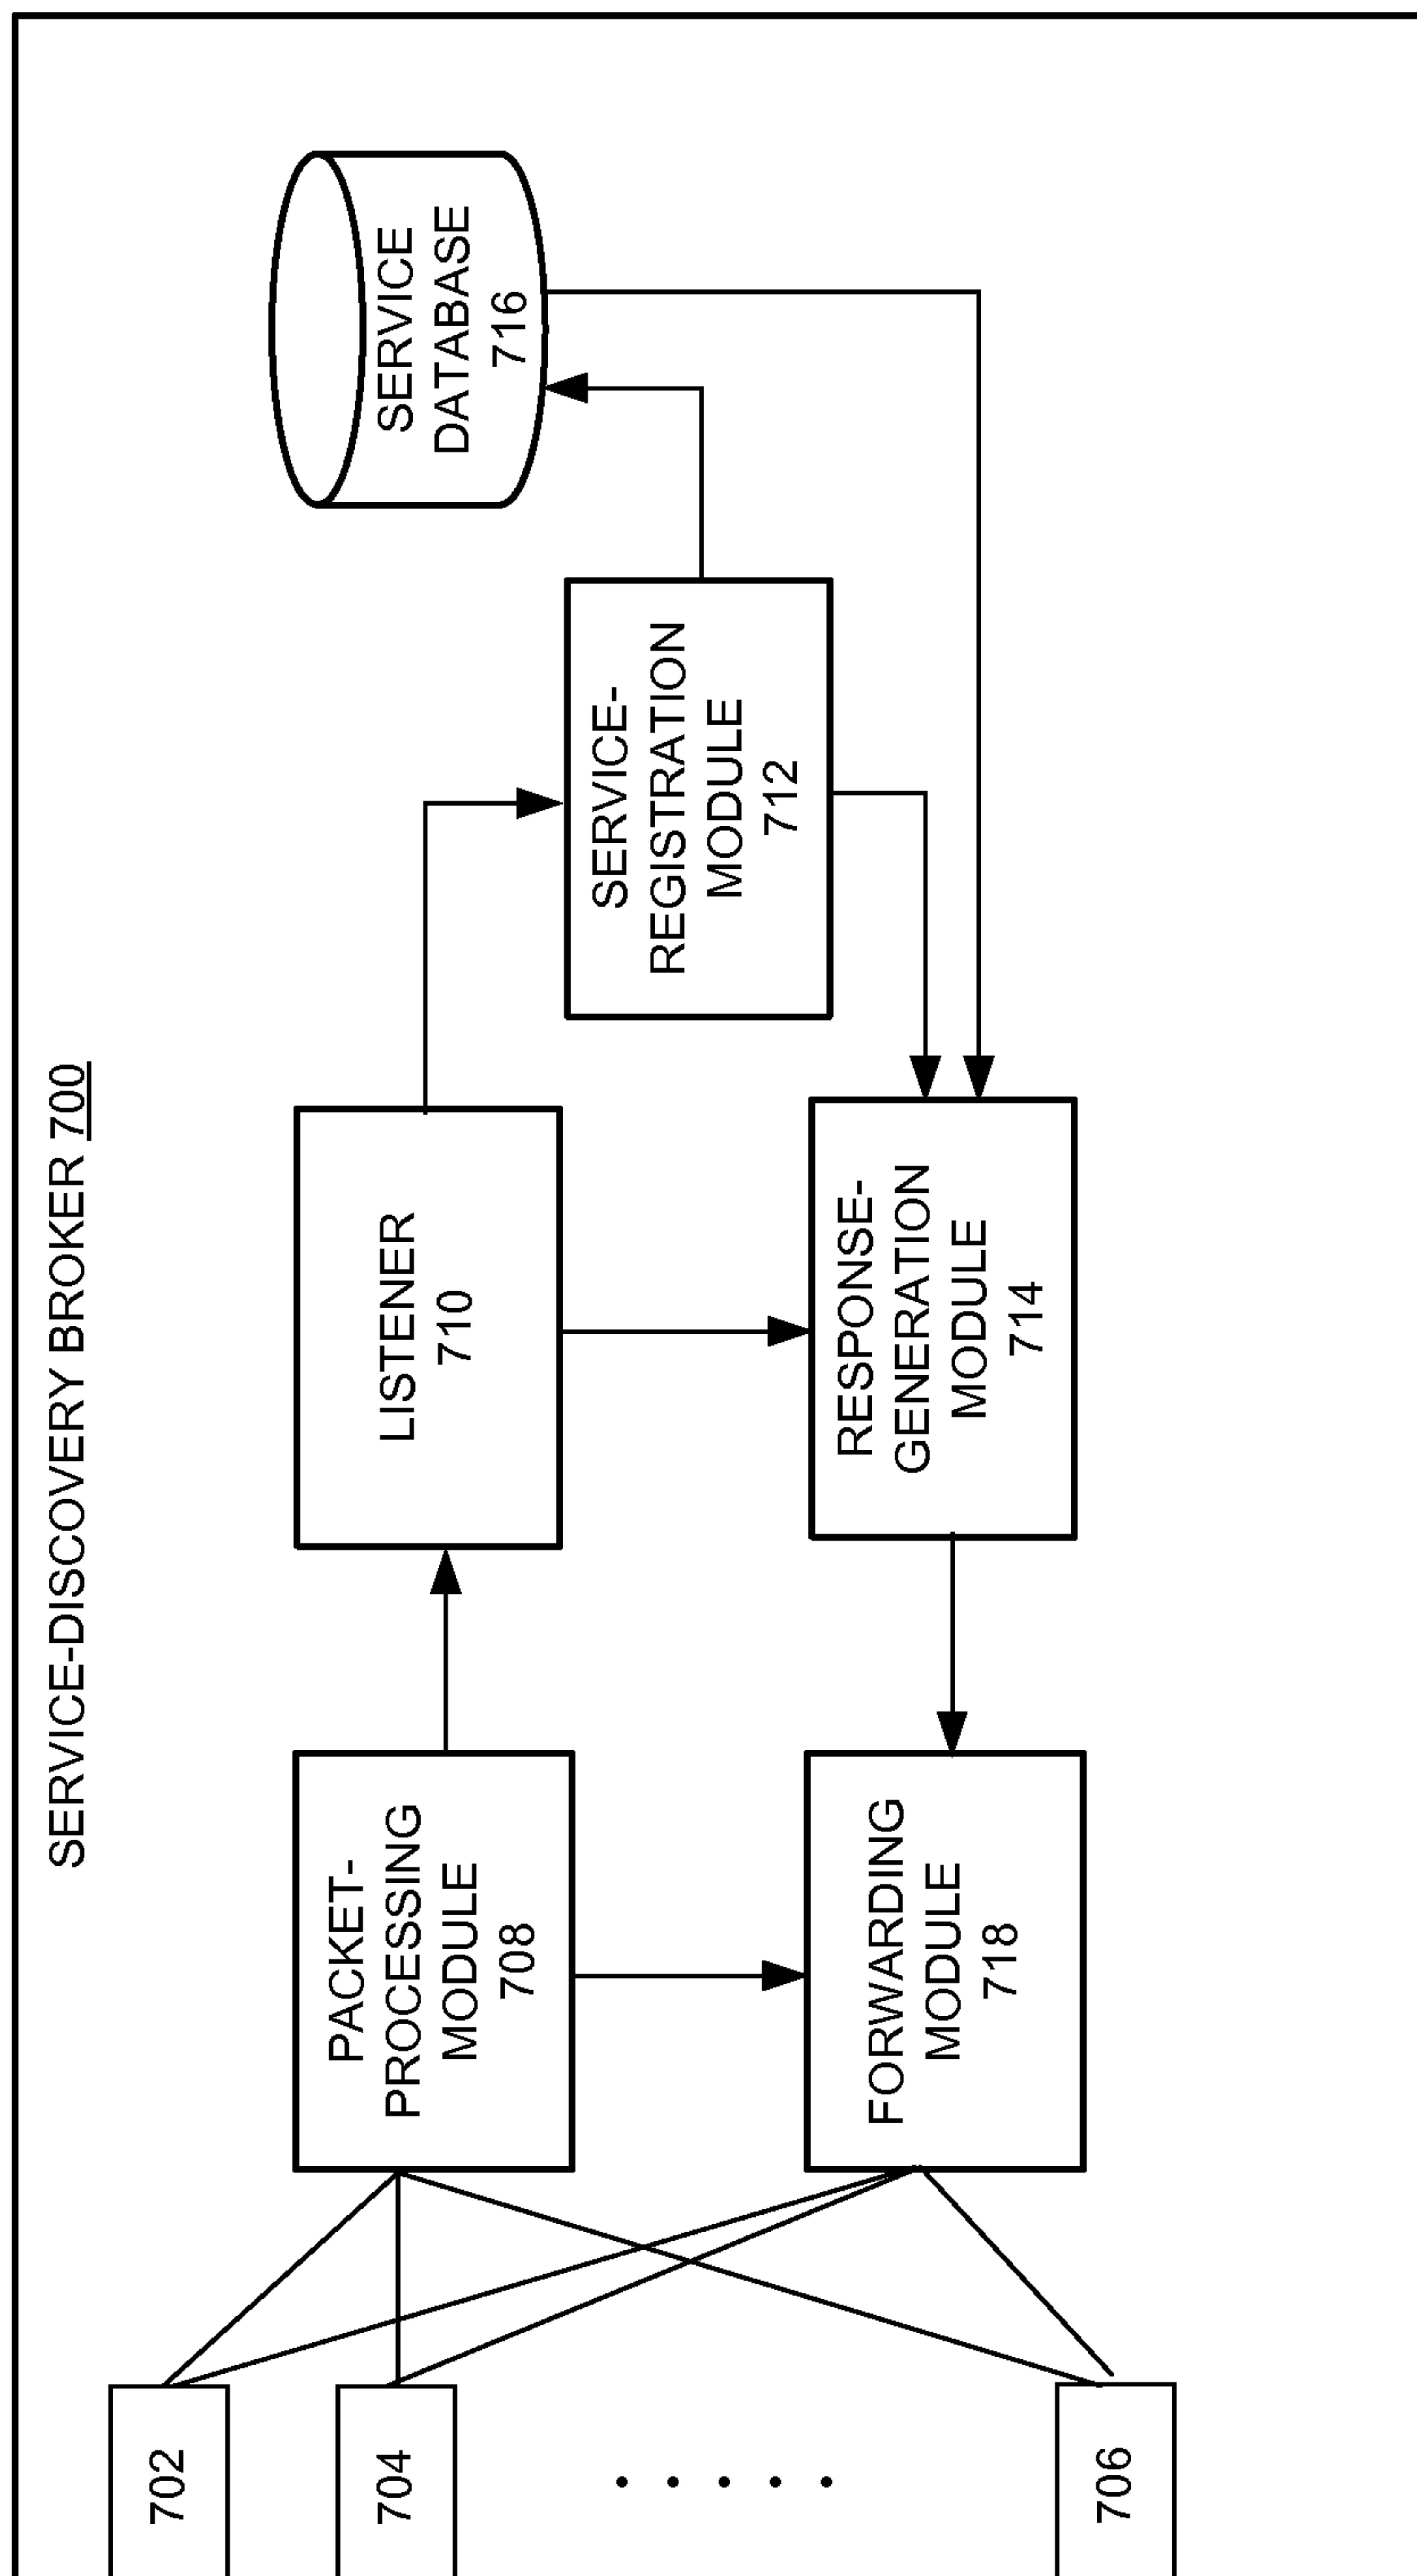 SERVICE-DISCOVERY BROKER 700
702
704
706
PACKET-
PROCESSING
MODULE
708
LISTENER
710
SERVICE-
REGISTRATION
MODULE
712
SERVICE
DATABASE
716
FORWARDING
MODULE
718
RESPONSE-
GENERATION
MODULE
714